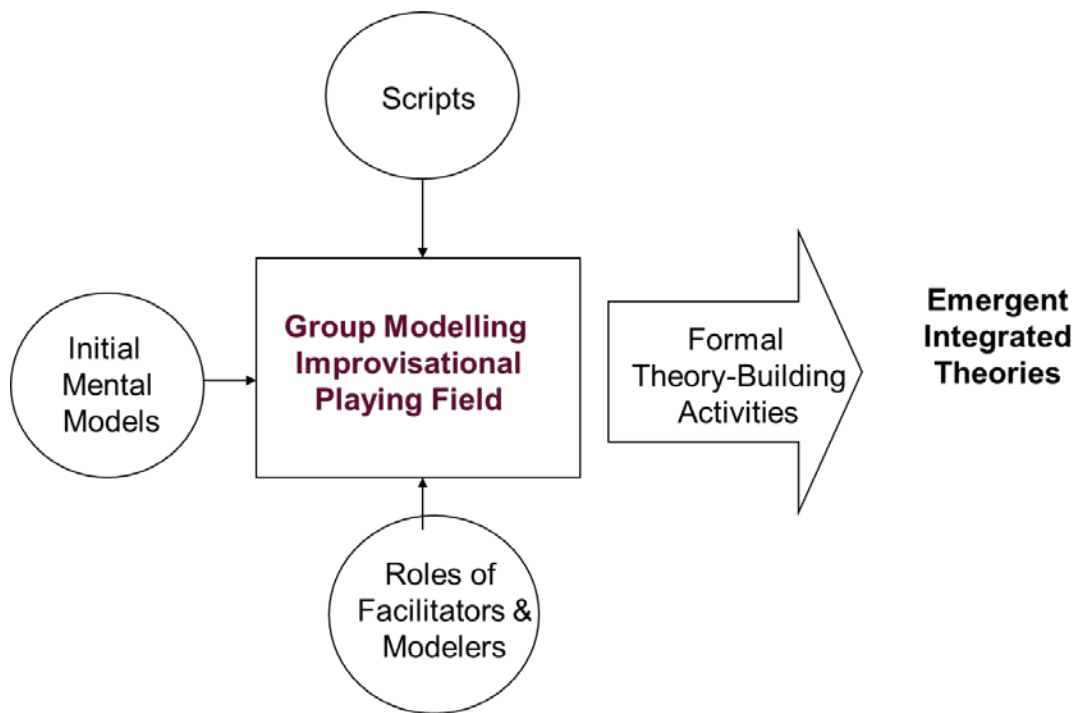 Scripts
Initial
Mental
Models
Group Modelling
Improvisational
Playing Field
Roles of
Facilitators &
Modelers
Formal
Theory-Building
Activities
Emergent
Integrated
Theories